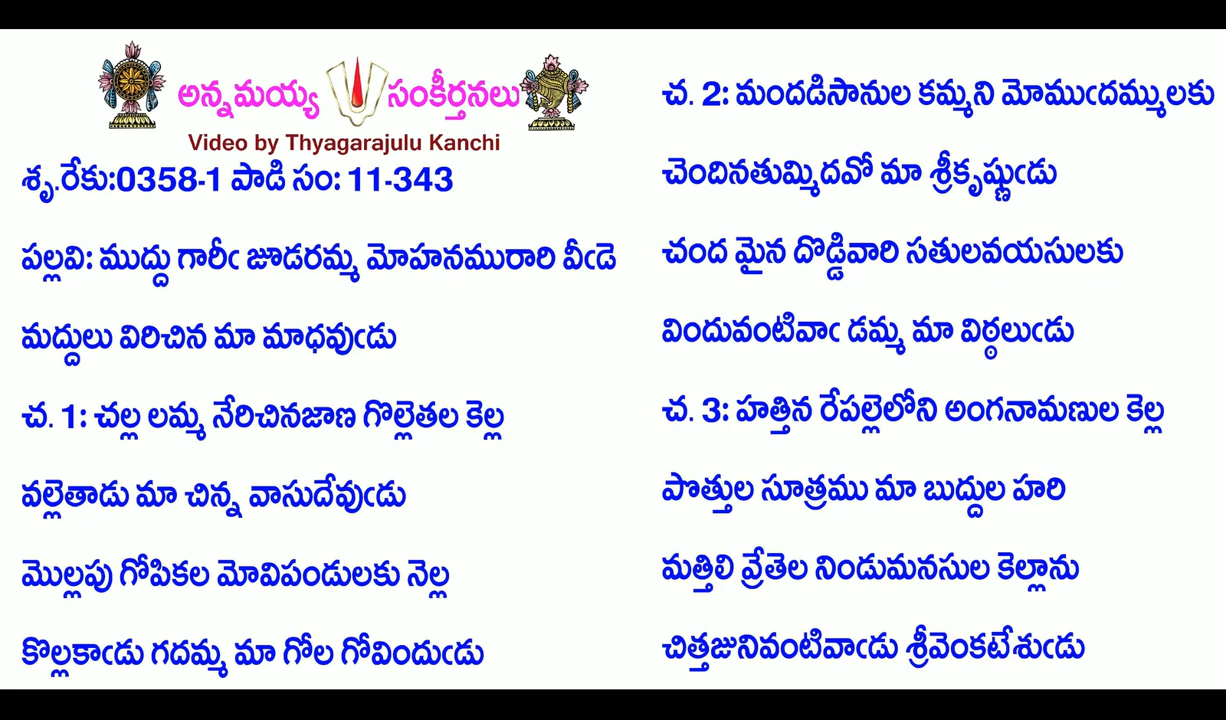 అన్నమయ్య సంకీర్తనలు
Video by Thyagarajulu Kanchi
శృ.రేకు:0358-1 పాడి సం: 11-343
పల్లవి: ముద్దు గారీఁ జూడరమ్మ మోహనమురారి వీఁడె
మద్దులు విరిచిన మా మాధవుఁడు
చ. 1: చల్ల లమ్మ నేరిచినజాణ గొల్లెతల కెల్ల
వల్లెతాడు మా చిన్న వాసుదేవుఁడు
మొల్లపు గోపికల మోవిపండులకు నెల్ల
కొల్లకాఁడు గదమ్మ మా గోల గోవిందుఁడు
చ. 2: మందడిసానుల కమ్మని మోముఁదమ్ములకు
చెందినతుమ్మిదవో మా శ్రీకృష్ణుఁడు
చంద మైన దొడ్డివారి సతులవయసులకు
విందువంటివాఁ డమ్మ మా విఠ్ఠలుఁడు
చ. 3: హత్తిన రేపల్లెలోని అంగనామణుల కెల్ల
పొత్తుల సూత్రము మా బుద్దుల హరి
మత్తిలి వ్రేతెల నిండుమనసుల కెల్లాను
చిత్తజునివంటివాఁడు శ్రీవెంకటేశుఁడు